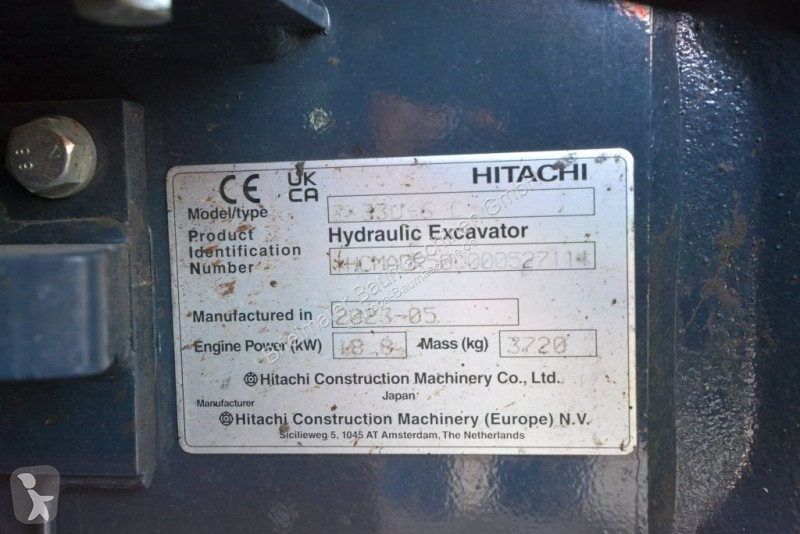 CE UK CA HITACHI
Model/type
Product Hydraulic Excavator
Identification
Number
Manufactured in 2023-05
Engine Power (kW) 18.8 Mass (kg) 3720
Hitachi Construction Machinery Co., Ltd.
Japan
Manufacturer
Hitachi Construction Machinery (Europe) N.V.
Sicilieweg 5, 1045 AT Amsterdam, The Netherlands